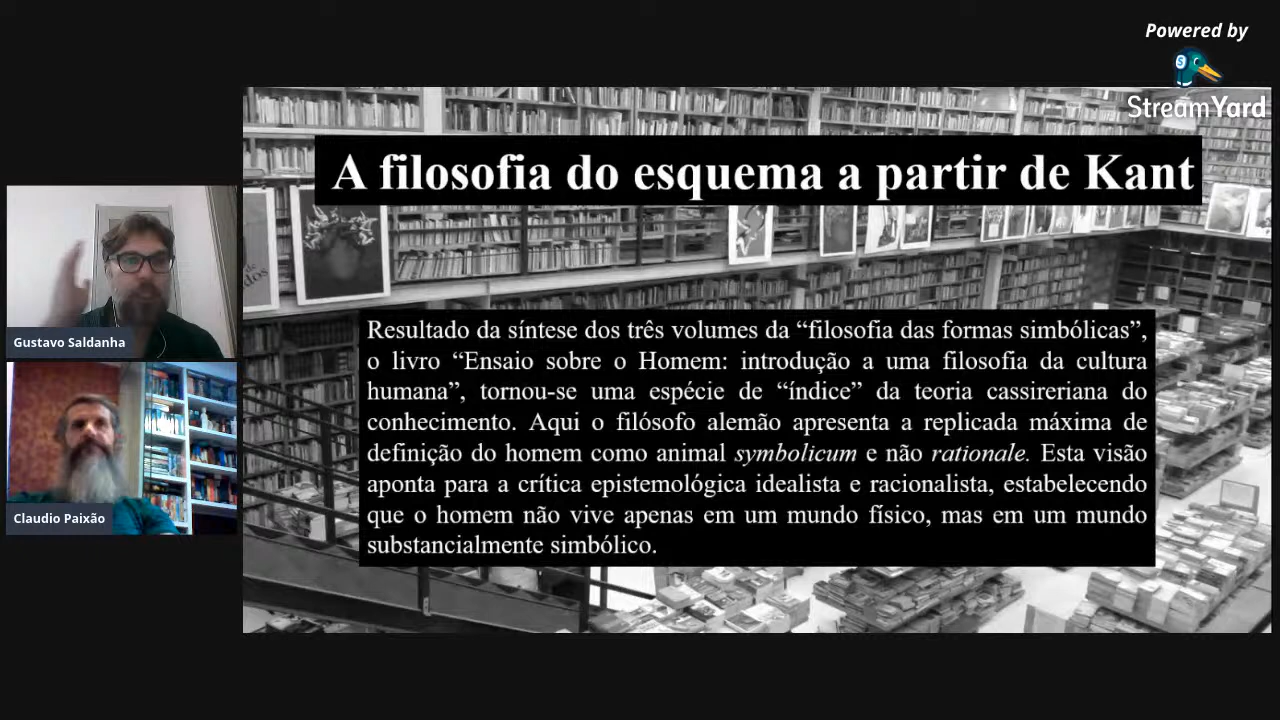 Powered by
StreamYard
A filosofia do esquema a partir de Kant
Resultado da síntese dos três volumes da “filosofia das formas simbólicas”,
o livro “Ensaio sobre o Homem: introdução a uma filosofia da cultura
humana”, tornou-se uma espécie de “índice” da teoria cassireriana do
conhecimento. Aqui o filósofo alemão apresenta a replicada máxima de
definição do homem como animal symbolicum e não rationale. Esta visão
aponta para a crítica epistemológica idealista e racionalista, estabelecendo
que o homem não vive apenas em um mundo físico, mas em um mundo
substancialmente simbólico.
Gustavo Saldanha
Claudio Paixão